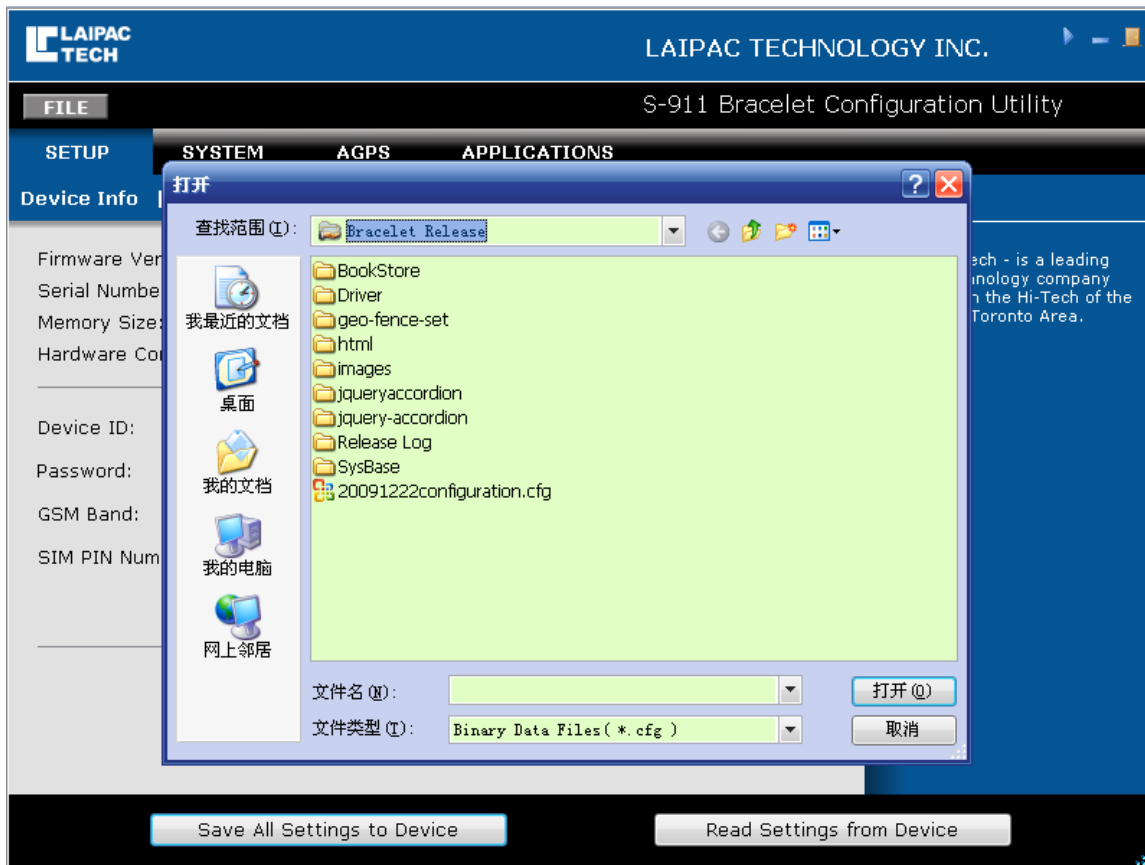 LAIPAC
TECH
LAIPAC TECHNOLOGY INC.
FILE
S-911 Bracelet Configuration Utility
SETUP
SYSTEM
AGPS
APPLICATIONS
Device Info
打开
查找范围(I):
Bracelet Release
Firmware Ver
Serial Numbe
Memory Size:
Hardware Co
Device ID:
Password:
GSM Band:
SIM PIN Num
我最近的文档
桌面
我的文档
我的电脑
网上邻居
BookStore
Driver
geo-fence-set
html
images
jqueryaccordion
jquery-accordion
Release Log
SysBase
20091222configuration.cfg
文件名(N):
打开(O)
文件类型(T):
Binary Data Files( *.cfg )
取消
ech - is a leading
nology company
n the Hi-Tech of the
Toronto Area.
Save All Settings to Device
Read Settings from Device